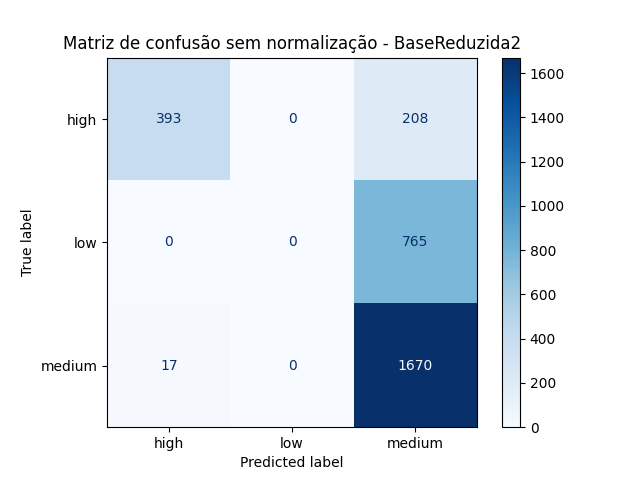 Matriz de confusão sem normalização - BaseReduzida2
high
393
0
208
low
0
0
765
medium
17
0
1670
high
low
medium
Predicted label
True label
1600
1400
1200
1000
800
600
400
200
0